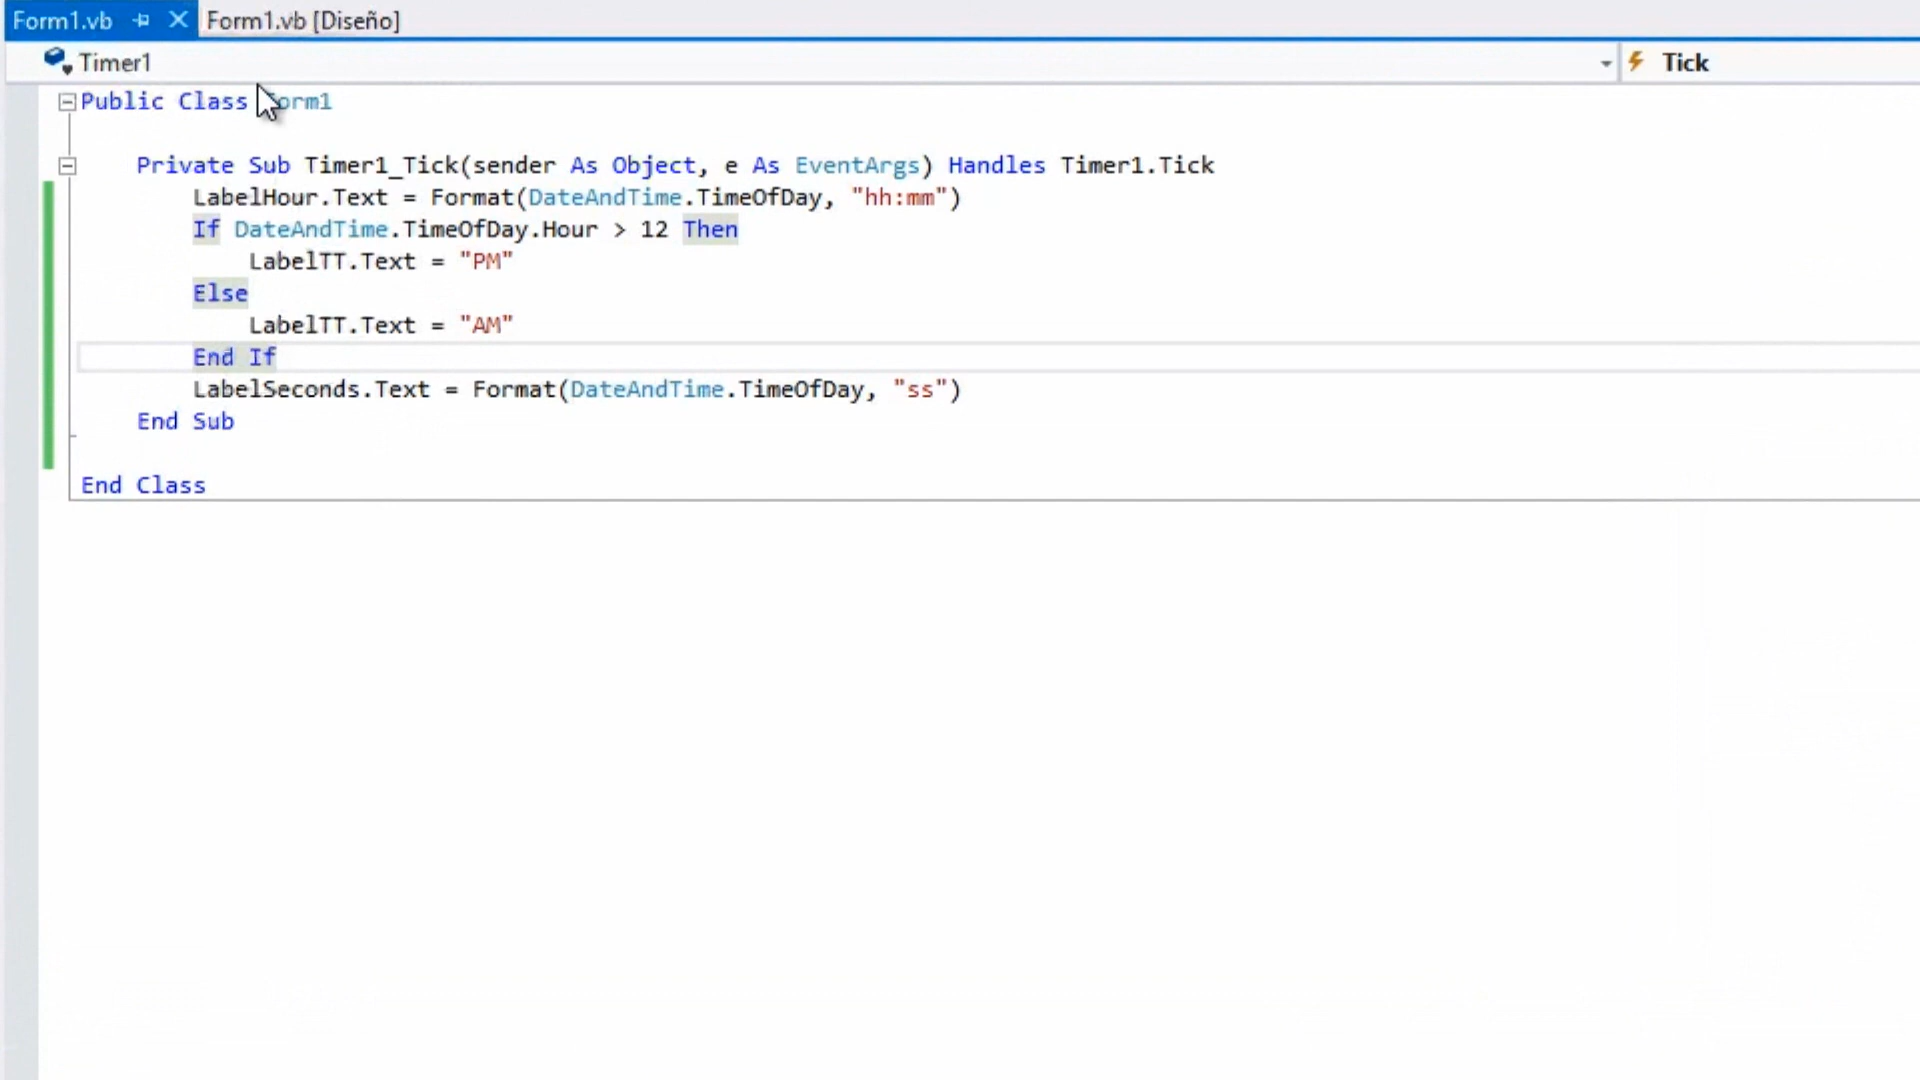 Form1.vb Form1.vb [Diseño]
Timer1 Tick
Public Class Form1
Private Sub Timer1_Tick(sender As Object, e As EventArgs) Handles Timer1.Tick
LabelHour.Text = Format(DateAndTime.TimeOfDay, "hh:mm")
If DateAndTime.TimeOfDay.Hour > 12 Then
LabelTT.Text = "PM"
Else
LabelTT.Text = "AM"
End If
LabelSeconds.Text = Format(DateAndTime.TimeOfDay, "ss")
End Sub
End Class